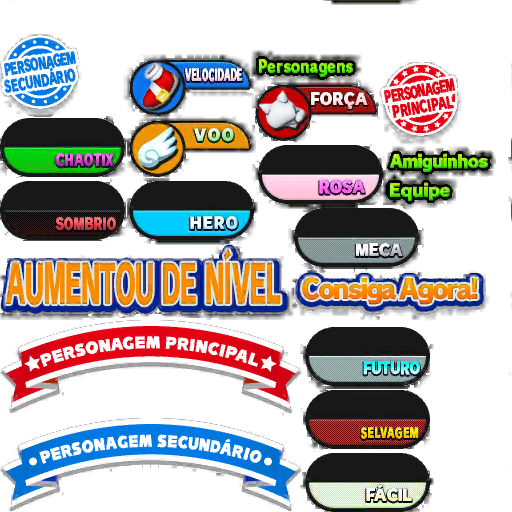 PERSONAGEM
SECUNDÁRIO
VELOCIDADE
Personagens
FORÇA
PERSONAGEM
PRINCIPAL
CHAOTIX
VOO
ROSA
Amiguinhos
Equipe
SOMBRIO
HERO
MECA
AUMENTOU DE NÍVEL
Consiga Agora!
PERSONAGEM PRINCIPAL
FUTURO
SELVAGEM
PERSONAGEM SECUNDÁRIO
FÁCIL